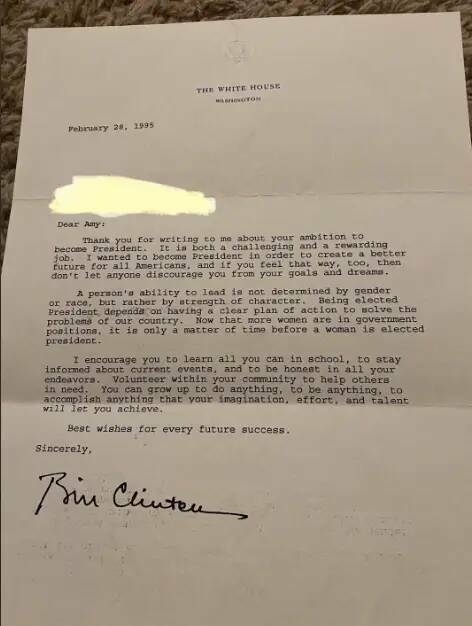 THE WHITE HOUSE
WASHINGTON
February 28, 1995
Dear Amy:
Thank you for writing to me about your ambition to
become President. It is both a challenging and a rewarding
job. I wanted to become President in order to create a better
future for all Americans, and if you feel that way, too, then
don't let anyone discourage you from your goals and dreams.
A person's ability to lead is not determined by gender
or race, but rather by strength of character. Being elected
President depends on having a clear plan of action to solve the
problems of our country. Now that more women are in government
positions, it is only a matter of time before a woman is elected
president.
I encourage you to learn all you can in school, to stay
informed about current events, and to be honest in all your
endeavors. Volunteer within your community to help others
in need. You can grow up to do anything, to be anything, to
accomplish anything that your imagination, effort, and talent
will let you achieve.
Best wishes for every future success.
Sincerely,
Bill Clinton